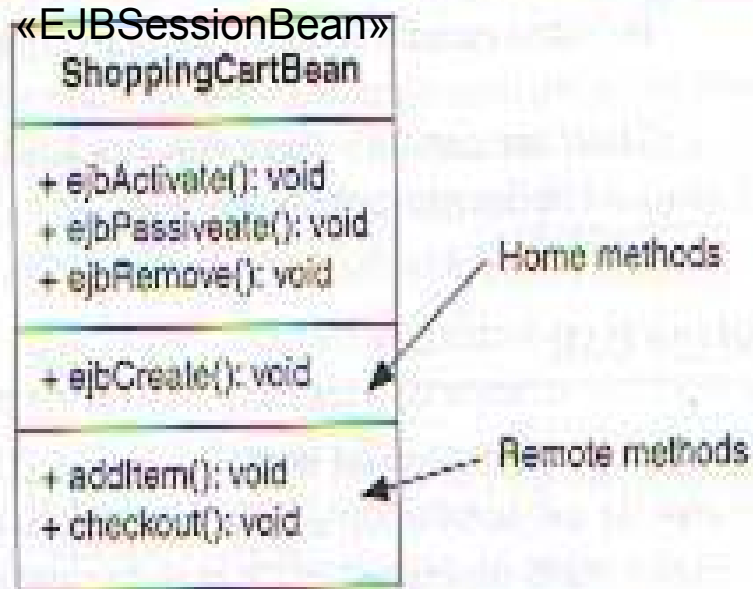 «EJBSessionBean»
ShoppingCartBean
+ ejbActivate(): void
+ ejbPassiveate(): void
+ ejbRemove(): void
Home methods
+ ejbCreate(): void
+ addItem(): void
Remote methods
+ checkout(): void